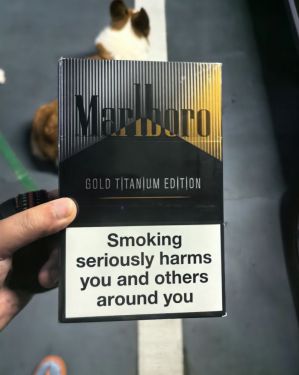 Marlboro
GOLD TITANIUM EDITION
Smoking
seriously harms
you and others
around you